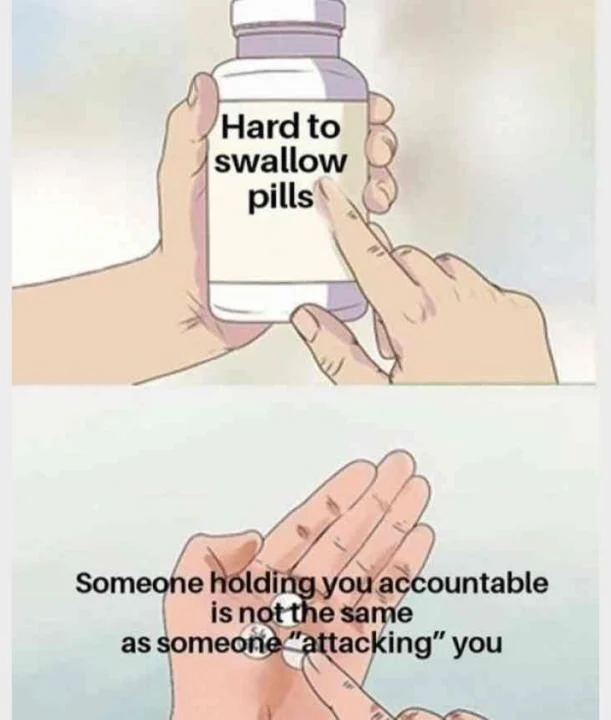 Hard to
swallow
pills
Someone holding you accountable
is not the same
as someone "attacking" you